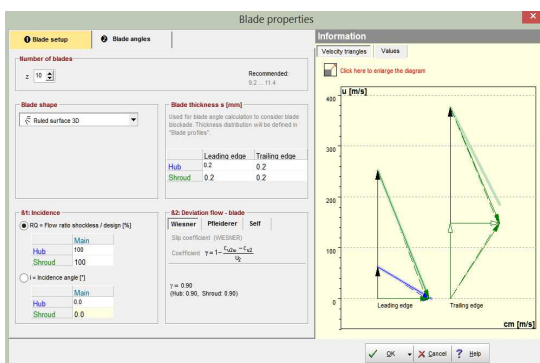 Blade properties
1 Blade setup
2 Blade angles
Number of blades
z 10
Recommended:
9.2 ... 11.4
Blade shape
Ruled surface 3D
Blade thickness s [mm]
Used for blade angle calculation to consider blade
blockade. Thickness distribution will be defined in
"Blade profiles".
Leading edge Trailing edge
Hub 0.2 0.2
Shroud 0.2 0.2
ß1: Incidence
RQ = Flow ratio shockless / design [%]
Main
Hub 100
Shroud 100
i = Incidence angle [°]
Main
Hub 0.0
Shroud 0.0
ß2: Deviation flow - blade
Wiesner Pfleiderer Self
Slip coefficient (WIESNER)
Coefficient
γ = 0.90
(Hub: 0.90, Shroud: 0.90)
Information
Velocity triangles Values
Click here to enlarge the diagram
u [m/s]
400
300
200
100
0
Leading edge
Trailing edge
cm [m/s]
OK
Cancel
? Help